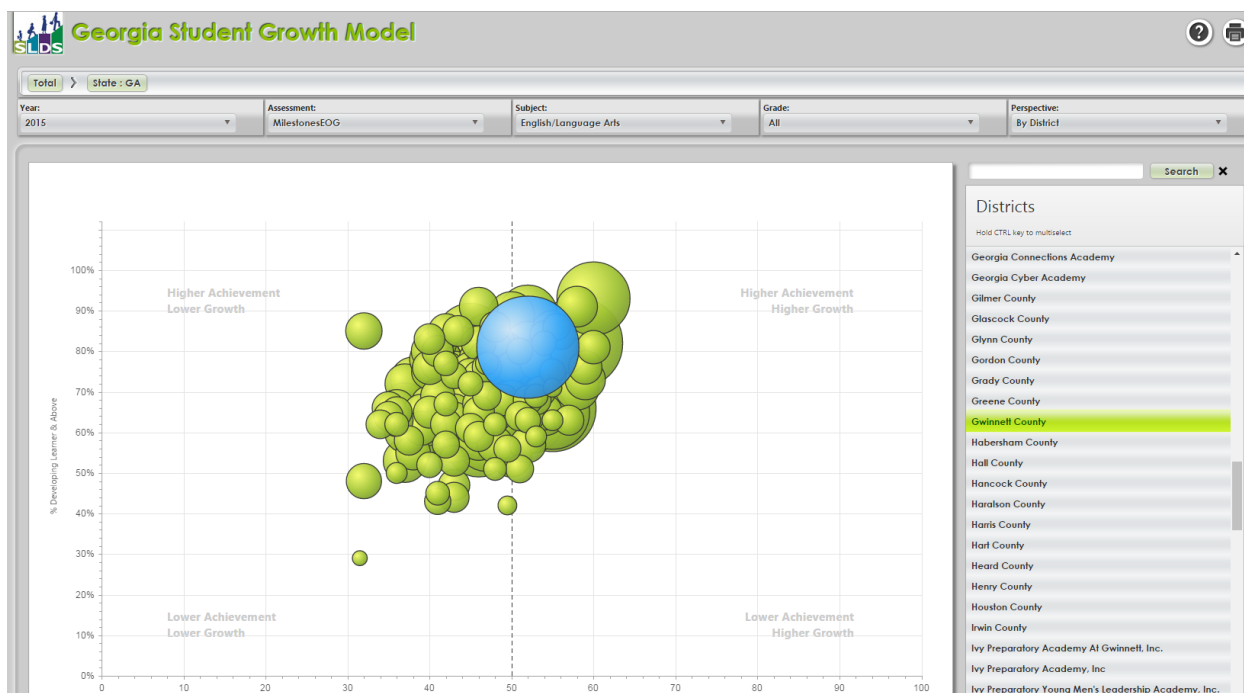 SLDS
Georgia Student Growth Model
?
Total
State : GA
Year:
2015
Assessment:
MilestonesEOG
Subject:
English/Language Arts
Grade:
All
Perspective:
By District
Search
Districts
Hold CTRL key to multiselect
Georgia Connections Academy
Georgia Cyber Academy
Gilmer County
Glascock County
Glynn County
Gordon County
Grady County
Greene County
Gwinnett County
Habersham County
Hall County
Hancock County
Haralson County
Harris County
Hart County
Heard County
Henry County
Houston County
Irwin County
Ivy Preparatory Academy At Gwinnett, Inc.
Ivy Preparatory Academy, Inc
Ivy Preparatory Young Men's Leadership Academy, Inc.
% Developing Learner & Above
100%
90%
80%
70%
60%
50%
40%
30%
20%
10%
0%
Higher Achievement
Lower Growth
Higher Achievement
Higher Growth
Lower Achievement
Lower Growth
Lower Achievement
Higher Growth
0 10 20 30 40 50 60 70 80 90 100